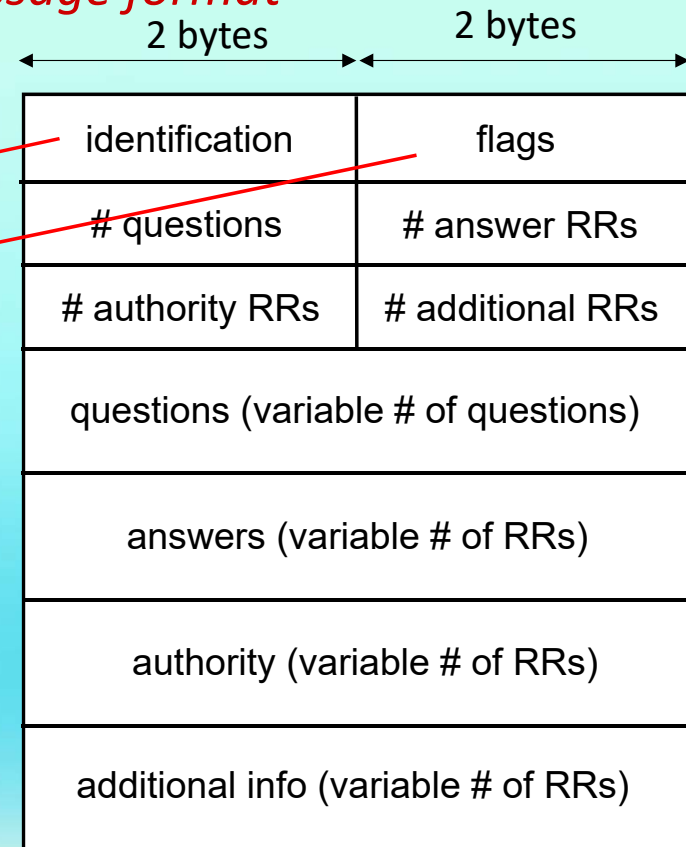 format
2 bytes 2 bytes
identification flags
# questions # answer RRs
# authority RRs # additional RRs
questions (variable # of questions)
answers (variable # of RRs)
authority (variable # of RRs)
additional info (variable # of RRs)